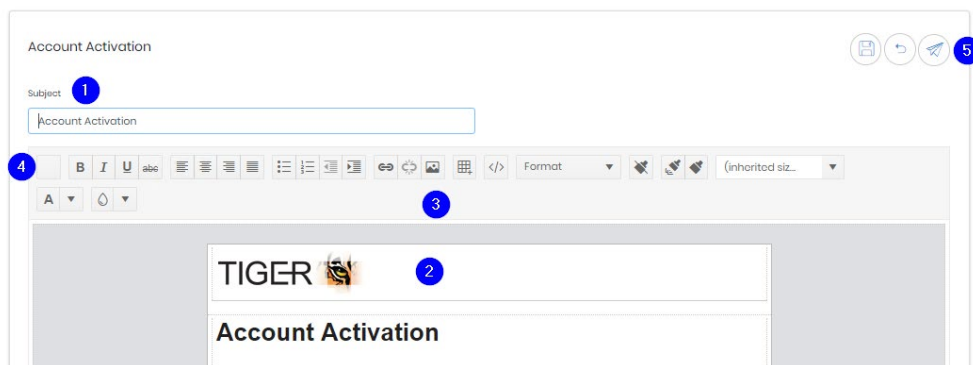 Account Activation
5
Subject 1
Account Activation
4 B I U abc </> Format (inherited siz...
A 3
TIGER 2
Account Activation